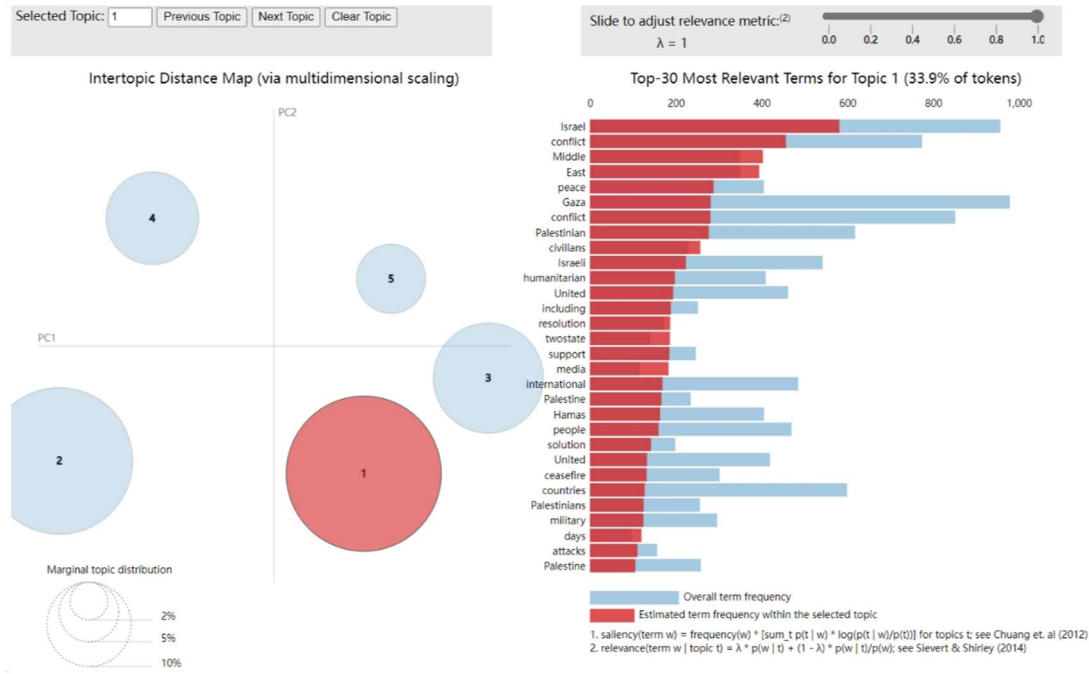 Selected Topic: 1 Previous Topic Next Topic Clear Topic
Slide to adjust relevance metric:(2)
λ = 1
0.0 0.2 0.4 0.6 0.8 1.0
Intertopic Distance Map (via multidimensional scaling)
PC2
PC1
4
5
3
2
1
Marginal topic distribution
2%
5%
10%
Top-30 Most Relevant Terms for Topic 1 (33.9% of tokens)
0 200 400 600 800 1,000
Israel
conflict
Middle
East
peace
Gaza
conflict
Palestinian
civilians
Israeli
humanitarian
United
including
resolution
twostate
support
media
international
Palestine
Hamas
people
solution
United
ceasefire
countries
Palestinians
military
days
attacks
Palestine
Overall term frequency
Estimated term frequency within the selected topic
1. saliency(term w) = frequency(w) * [sum_t p(t | w) * log(p(t | w)/p(t))] for topics t; see Chuang et. al (2012)
2. relevance(term w | topic t) = λ * p(w | t) + (1 - λ) * p(w | t)/p(w); see Sievert & Shirley (2014)